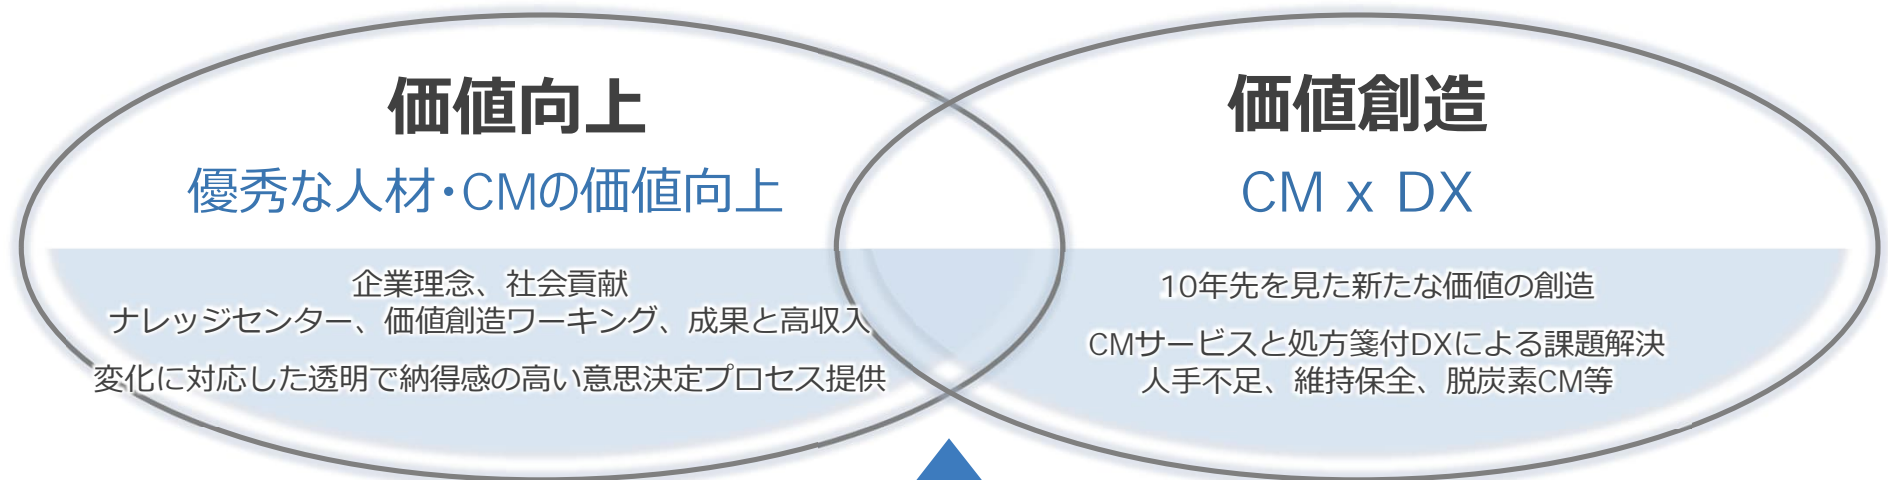 価値向上
優秀な人材・CMの価値向上
企業理念、社会貢献
ナレッジセンター、価値創造ワーキング、成果と高収入
変化に対応した透明で納得感の高い意思決定プロセス提供
価値創造
CM x DX
10年先を見た新たな価値の創造
CMサービスと処方箋付DXによる課題解決
人手不足、維持保全、脱炭素CM等